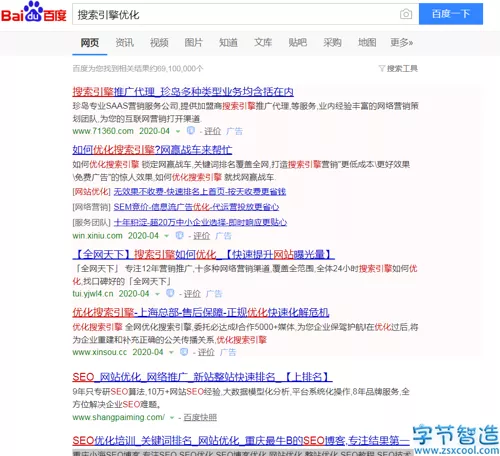 Bai百度 搜索引擎优化 百度一下
网页 资讯 视频 图片 知道 文库 贴吧 采购 地图 更多»
百度为您找到相关结果约69,100,000个 搜索工具
搜索引擎推广代理_珍岛多种类型业务均包括在内
珍岛专业SAAS营销服务公司,提供加盟商搜索引擎推广代理,等服务,业内经验丰富的网络营销
策划团队,为您的互联网营销打开渠道.
www.71360.com 2020-04 - 评价 广告
如何优化搜索引擎?网赢战车来帮忙
如何优化搜索引擎 锁定网赢战车,关键词排名覆盖全网,打造搜索引擎营销"更低成本\更好效果
\免费广告"的惊人效果,如何优化搜索引擎 就找网赢战车.
[网站优化] 无效果不收费-快速排名上首页-按天收费更省钱
[网络营销] SEM竞价-信息流广告优化-代运营投放更省心
[服务团队] 十年积淀-超20万中小企业选择-即时响应更贴心
win.xiniu.com 2020-04 - 评价 广告
【全网天下】搜索引擎如何优化_【快速提升网站曝光量】
「全网天下」 专注12年营销推广,十多种网络营销渠道.覆盖全范围,全体24小时搜索引擎如何优
化,找口碑好的「全网天下」
tui.yjwl4.cn 2020-04 - 评价 广告
优化搜索引擎-上海总部-售后保障-正规优化快速化解危机
优化搜索引擎 全网优化搜索引擎,委托必达成!合作5000+媒体,为您企业保驾护航!在优化过后,将
为企业重建和补充正确的公关传播关系,优化搜索引擎
www.xinsou.cc 2020-04 - 评价 广告
SEO_网站优化_网络推广_新站整站快速排名_【上排名】
9年只专研SEO算法,10万+网站SEO经验,大数据模型化分析,平台系统化操作,8年品牌服务,全
方位解决企业SEO难题。
www.shangpaiming.com/ - 百度快照
SEO优化培训_关键词排名_网站优化_重庆最牛B的SEO博客,专注结果第一
字节智造
www.zsxcool.com